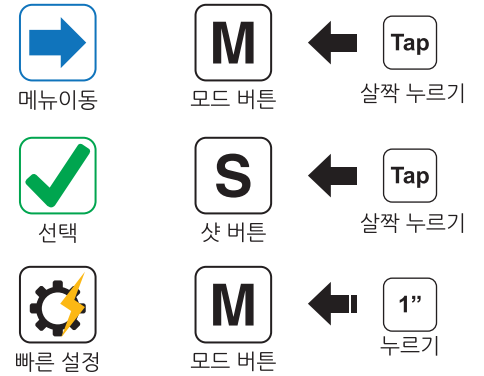 M
Tap
메뉴이동
모드 버튼
살짝 누르기
S
Tap
선택
샷 버튼
살짝 누르기
M
1”
빠른 설정
모드 버튼
누르기